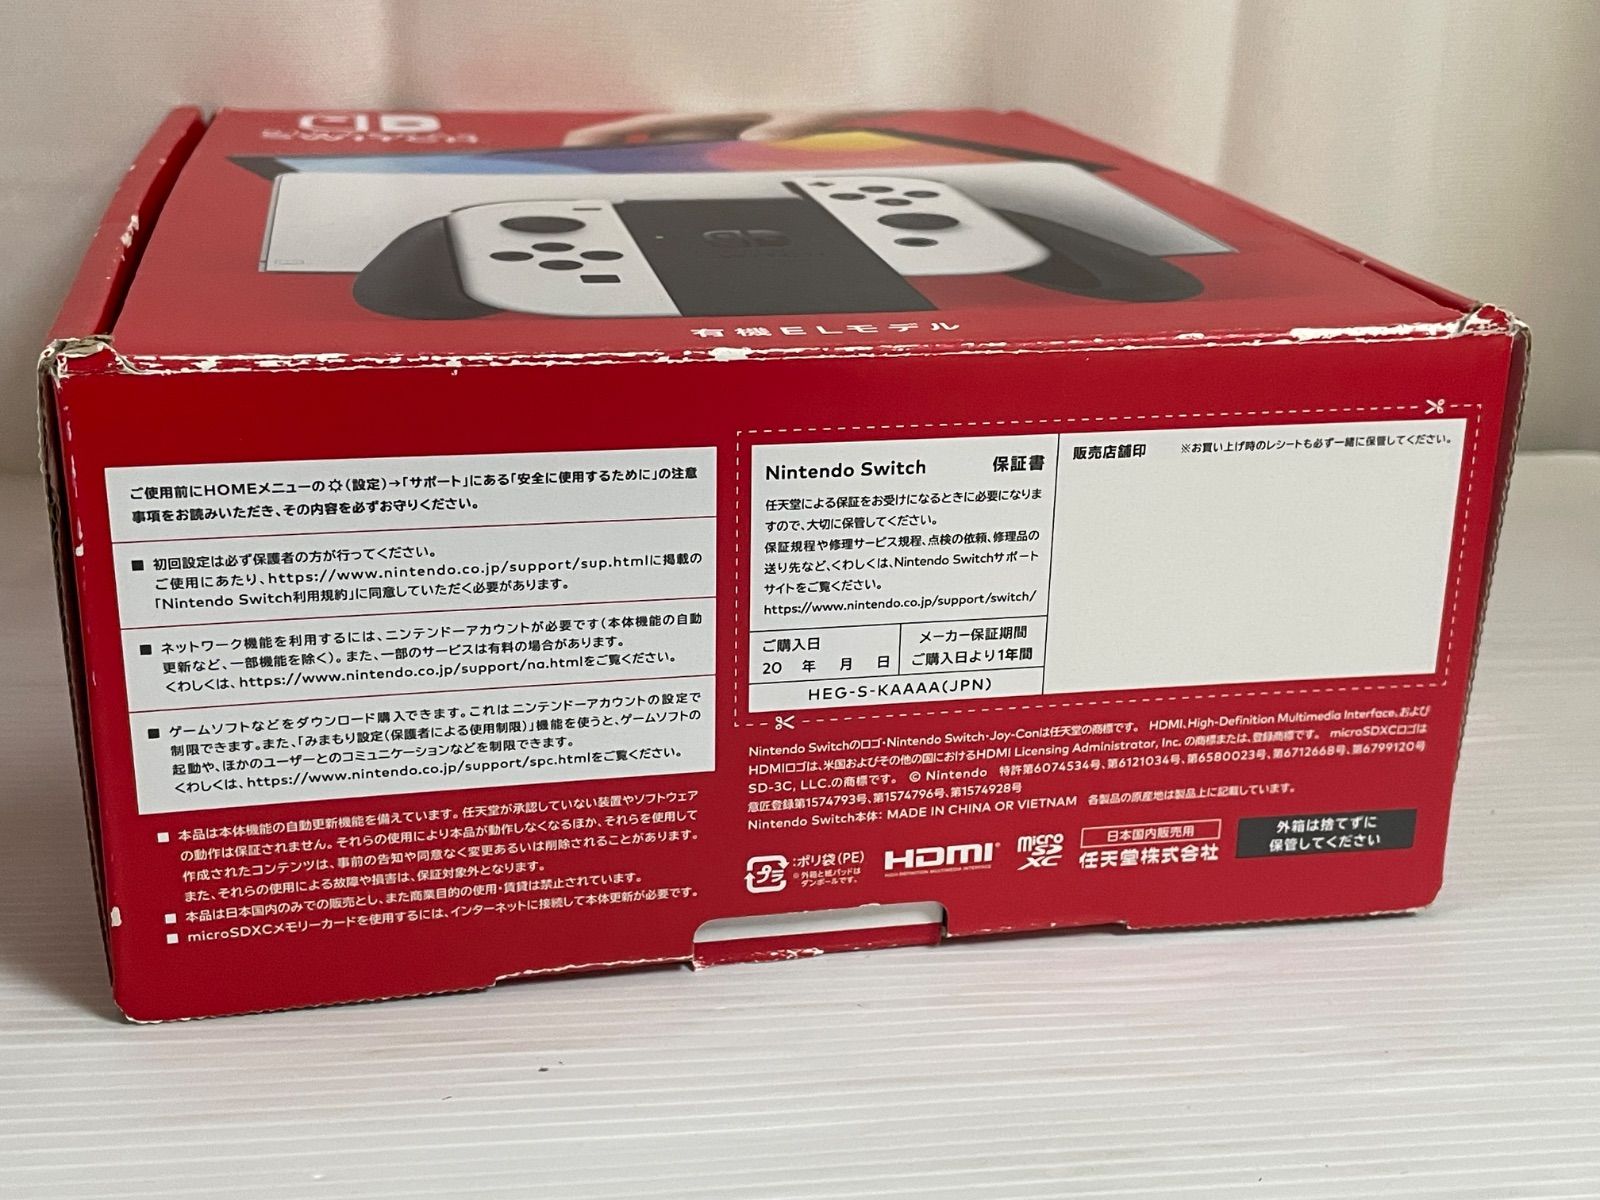 SWITCH
有機ELモデル
ご使用前にHOMEメニューの(設定)→「サポート」にある「安全に使用するために」の注意
事項をお読みいただき、その内容を必ずお守りください。
■ 初回設定は必ず保護者の方が行ってください。
ご使用にあたり、https://www.nintendo.co.jp/support/sup.htmlに掲載の
「Nintendo Switch利用規約」に同意していただく必要があります。
■ ネットワーク機能を利用するには、ニンテンドーアカウントが必要です(本体機能の自動
更新など、一部機能を除く)。また、一部のサービスは有料の場合があります。
くわしくは、https://www.nintendo.co.jp/support/na.htmlをご覧ください。
■ ゲームソフトなどをダウンロード購入できます。これはニンテンドーアカウントの設定で
制限できます。また、「みまもり設定(保護者による使用制限)」機能を使うと、ゲームソフトの
起動や、ほかのユーザーとのコミュニケーションなどを制限できます。
くわしくは、https://www.nintendo.co.jp/support/spc.htmlをご覧ください。
■ 本品は本体機能の自動更新機能を備えています。任天堂が承認していない装置やソフトウェア
の動作は保証されません。それらの使用により本品が動作しなくなるほか、それらを使用して
作成されたコンテンツは、事前の告知や同意なく変更あるいは削除されることがあります。
また、それらの使用による故障や損害は、保証対象外となります。
■ 本品は日本国内のみでの販売とし、また商業目的の使用・賃貸は禁止されています。
■ microSDXCメモリーカードを使用するには、インターネットに接続して本体更新が必要です。
Nintendo Switch 保証書
任天堂による保証をお受けになるときに必要になりま
すので、大切に保管してください。
保証規程や修理サービス規程、点検の依頼、修理品の
送り先など、くわしくは、Nintendo Switchサポート
サイトをご覧ください。
https://www.nintendo.co.jp/support/switch/
ご購入日
20 年 月 日
メーカー保証期間
ご購入日より1年間
HEG-S-KAAAA(JPN)
販売店舗印 ※お買い上げ時のレシートも必ず一緒に保管してください。
Nintendo Switchのロゴ・Nintendo Switch・Joy-Conは任天堂の商標です。 HDMI、High-Definition Multimedia Interface、および
HDMIロゴは、米国およびその他の国におけるHDMI Licensing Administrator, Inc. の商標または、登録商標です。 microSDXCロゴは
SD-3C, LLC.の商標です。 © Nintendo 特許第6074534号、第6121034号、第6580023号、第6712668号、第6799120号
意匠登録第1574793号、第1574796号、第1574928号
Nintendo Switch本体: MADE IN CHINA OR VIETNAM 各製品の原産地は製品上に記載しています。
プラ
:ポリ袋(PE)
※外箱と紙パッドは
ダンボールです。
HDMI
HIGH-DEFINITION MULTIMEDIA INTERFACE
micro
SD
XC
日本国内販売用
任天堂株式会社
外箱は捨てずに
保管してください